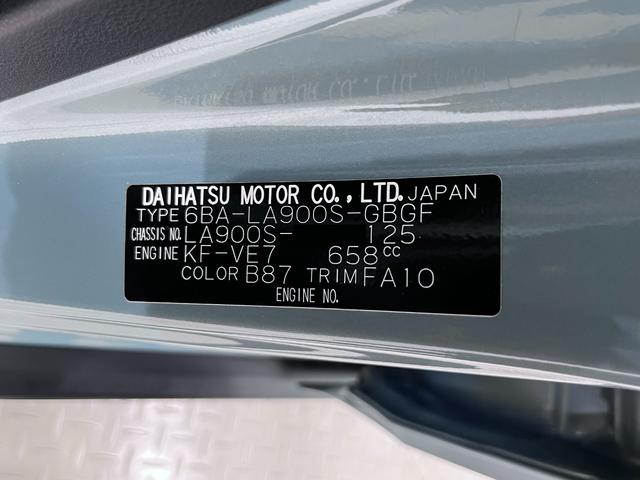 DAIHATSU MOTOR CO.,LTD. JAPAN
TYPE 6BA-LA900S-GBGF
CHASSIS NO. LA900S- 125
ENGINE KF-VE7 658cc
COLOR B87 TRIM FA10
ENGINE NO.